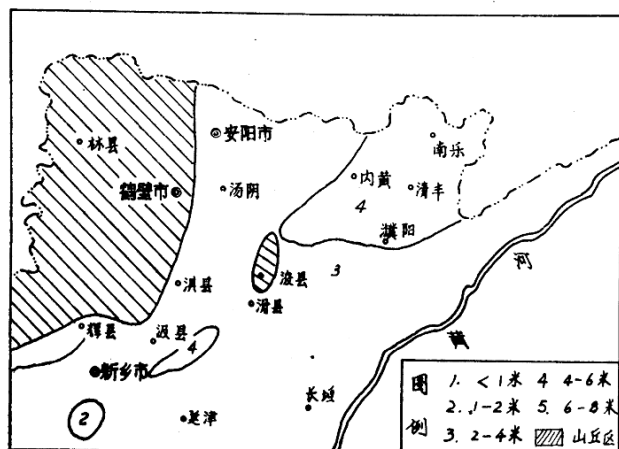 林县
安阳市
南乐
鹤壁市
汤阴
内黄
清丰
4
濮阳
河
3
浚县
淇县
滑县
黄
辉县
汲县
4
新乡市
2
延津
长垣
图例
1. <1米 4 4-6米
2. 1-2米 5. 6-8米
3. 2-4米 山丘区